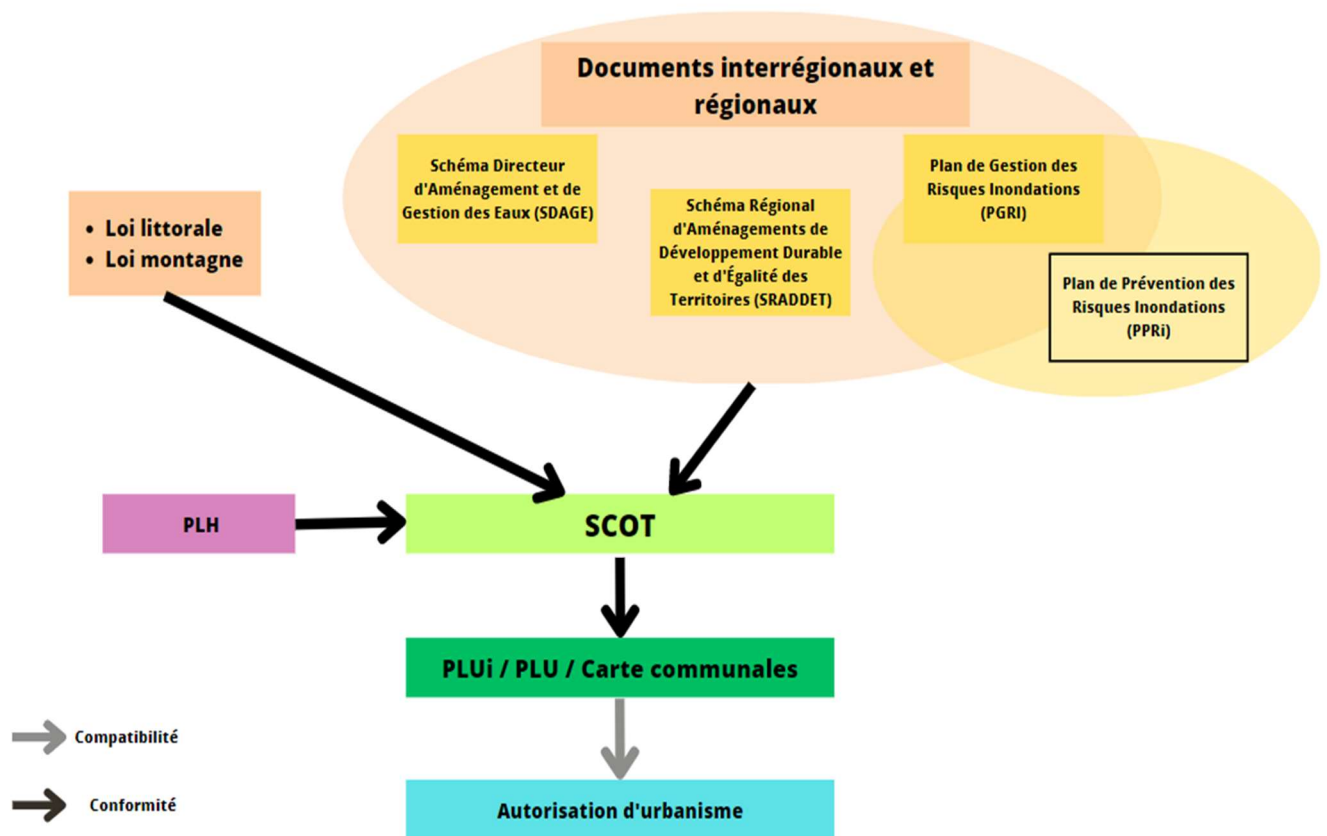 Documents interrégionaux et
régionaux
Schéma Directeur
d'Aménagement et de
Gestion des Eaux (SDAGE)
Schéma Régional
d'Aménagements de
Développement Durable
et d'Égalité des
Territoires (SRADDET)
Plan de Gestion des
Risques Inondations
(PGRI)
Plan de Prévention des
Risques Inondations
(PPRi)
• Loi littorale
• Loi montagne
PLH
SCOT
PLUi / PLU / Carte communales
Autorisation d'urbanisme
Compatibilité
Conformité